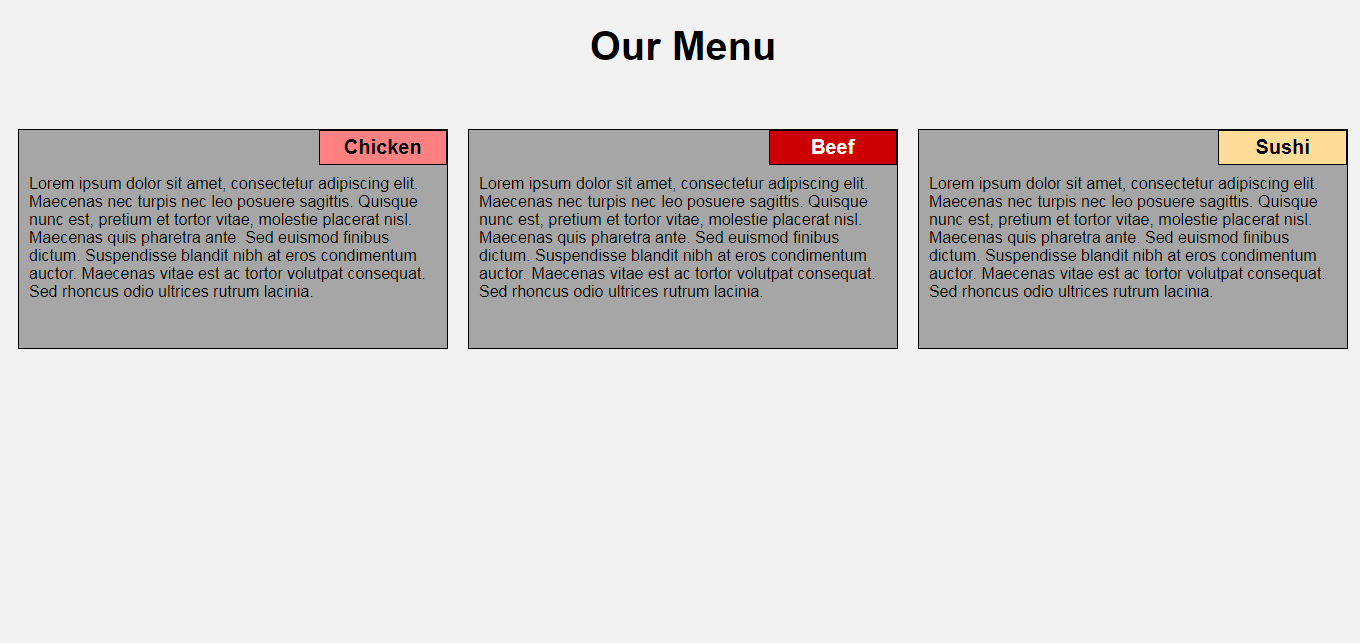 Our Menu
Chicken
Lorem ipsum dolor sit amet, consectetur adipiscing elit.
Maecenas nec turpis nec leo posuere sagittis. Quisque
nunc est, pretium et tortor vitae, molestie placerat nisl.
Maecenas quis pharetra ante. Sed euismod finibus
dictum. Suspendisse blandit nibh at eros condimentum
auctor. Maecenas vitae est ac tortor volutpat consequat.
Sed rhoncus odio ultrices rutrum lacinia.
Beef
Lorem ipsum dolor sit amet, consectetur adipiscing elit.
Maecenas nec turpis nec leo posuere sagittis. Quisque
nunc est, pretium et tortor vitae, molestie placerat nisl.
Maecenas quis pharetra ante. Sed euismod finibus
dictum. Suspendisse blandit nibh at eros condimentum
auctor. Maecenas vitae est ac tortor volutpat consequat.
Sed rhoncus odio ultrices rutrum lacinia.
Sushi
Lorem ipsum dolor sit amet, consectetur adipiscing elit.
Maecenas nec turpis nec leo posuere sagittis. Quisque
nunc est, pretium et tortor vitae, molestie placerat nisl.
Maecenas quis pharetra ante. Sed euismod finibus
dictum. Suspendisse blandit nibh at eros condimentum
auctor. Maecenas vitae est ac tortor volutpat consequat.
Sed rhoncus odio ultrices rutrum lacinia.